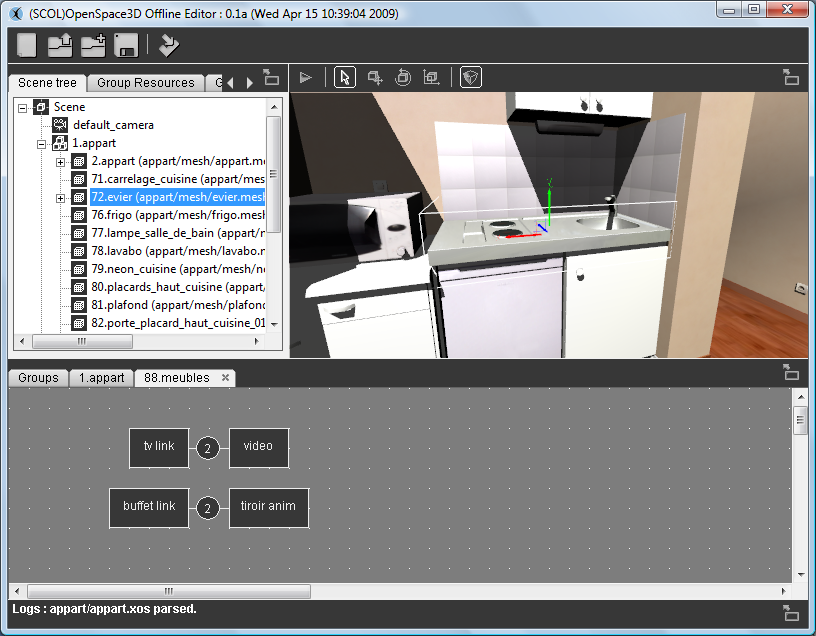 (SCOL)OpenSpace3D Offline Editor : 0.1a (Wed Apr 15 10:39:04 2009)
Scene tree
Group Resources
Scene
default_camera
1.appart
2.appart (appart/mesh/appart.me
71.carrelage_cuisine (appart/mes
72.evier (appart/mesh/evier.mesh
76.frigo (appart/mesh/frigo.mesh
77.lampe_salle_de_bain (appart/m
78.lavabo (appart/mesh/lavabo.m
79.neon_cuisine (appart/mesh/ne
80.placards_haut_cuisine (appart/
81.plafond (appart/mesh/plafond
82.porte_placard_haut_cuisine_01
Y
Groups
1.appart
88.meubles
tv link
2
video
buffet link
2
tiroir anim
Logs : appart/appart.xos parsed.